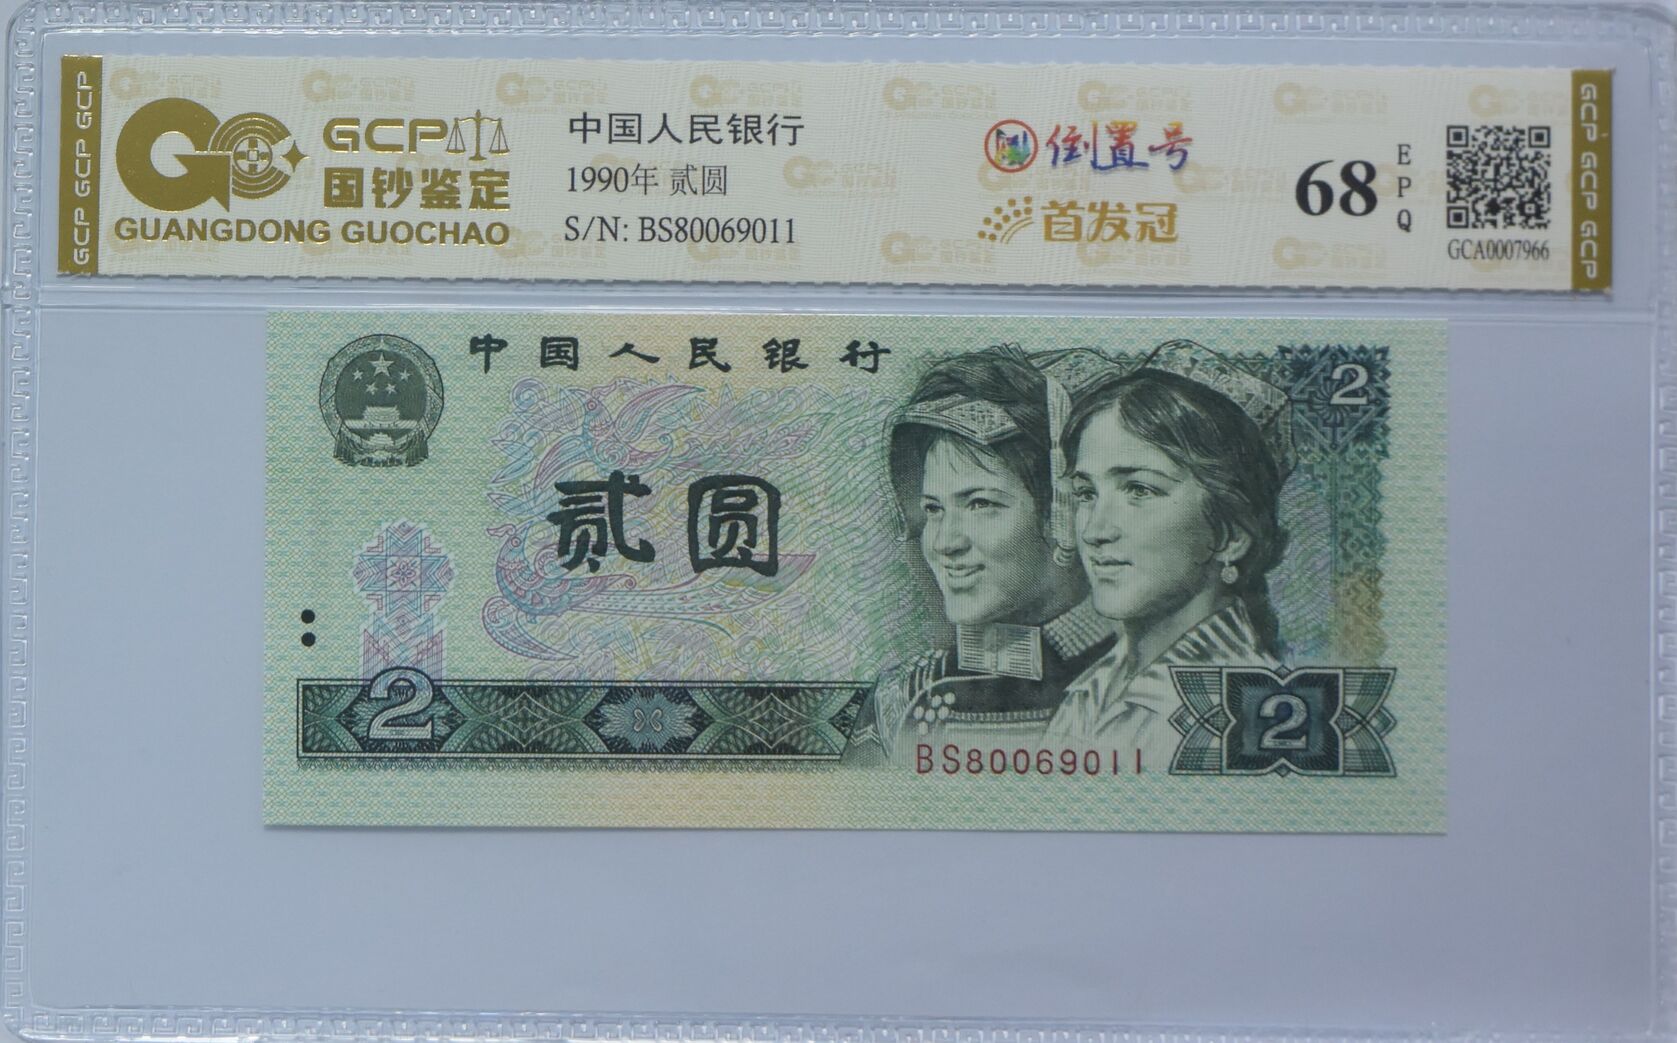 GCP GCP GCP
GCP
国钞鉴定
GUANGDONG GUOCHAO
中国人民银行
1990年 贰圆
S/N: BS80069011
倒置号
首发冠
68
EPQ
GCA0007966
GCP GCP GCP
中国人民银行
2
贰圆
2
BS80069011
2